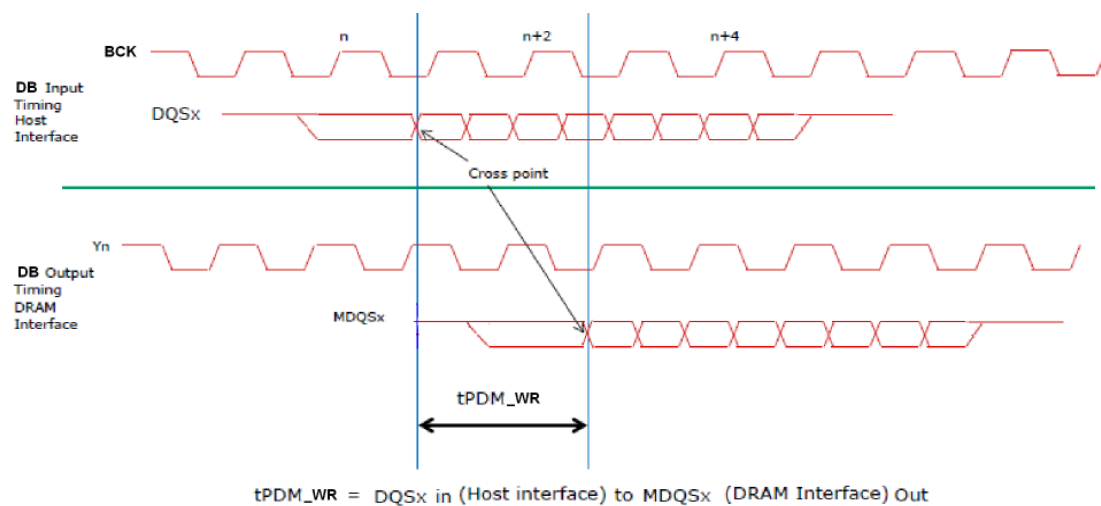 n n+2 n+4
BCK
DB Input
Timing
Host
Interface
DQSx
Cross point
Yn
DB Output
Timing
DRAM
Interface
MDQSx
tPDM_WR
tPDM_WR = DQSx in (Host interface) to MDQSx (DRAM Interface) Out